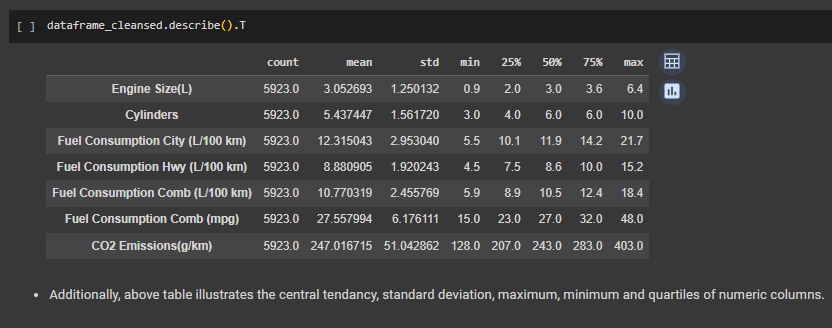 [ ] dataframe_cleansed.describe().T
count mean std min 25% 50% 75% max
Engine Size(L) 5923.0 3.052693 1.250132 0.9 2.0 3.0 3.6 6.4
Cylinders 5923.0 5.437447 1.561720 3.0 4.0 6.0 6.0 10.0
Fuel Consumption City (L/100 km) 5923.0 12.315043 2.953040 5.5 10.1 11.9 14.2 21.7
Fuel Consumption Hwy (L/100 km) 5923.0 8.880905 1.920243 4.5 7.5 8.6 10.0 15.2
Fuel Consumption Comb (L/100 km) 5923.0 10.770319 2.455769 5.9 8.9 10.5 12.4 18.4
Fuel Consumption Comb (mpg) 5923.0 27.557994 6.176111 15.0 23.0 27.0 32.0 48.0
CO2 Emissions(g/km) 5923.0 247.016715 51.042862 128.0 207.0 243.0 283.0 403.0
• Additionally, above table illustrates the central tendancy, standard deviation, maximum, minimum and quartiles of numeric columns.